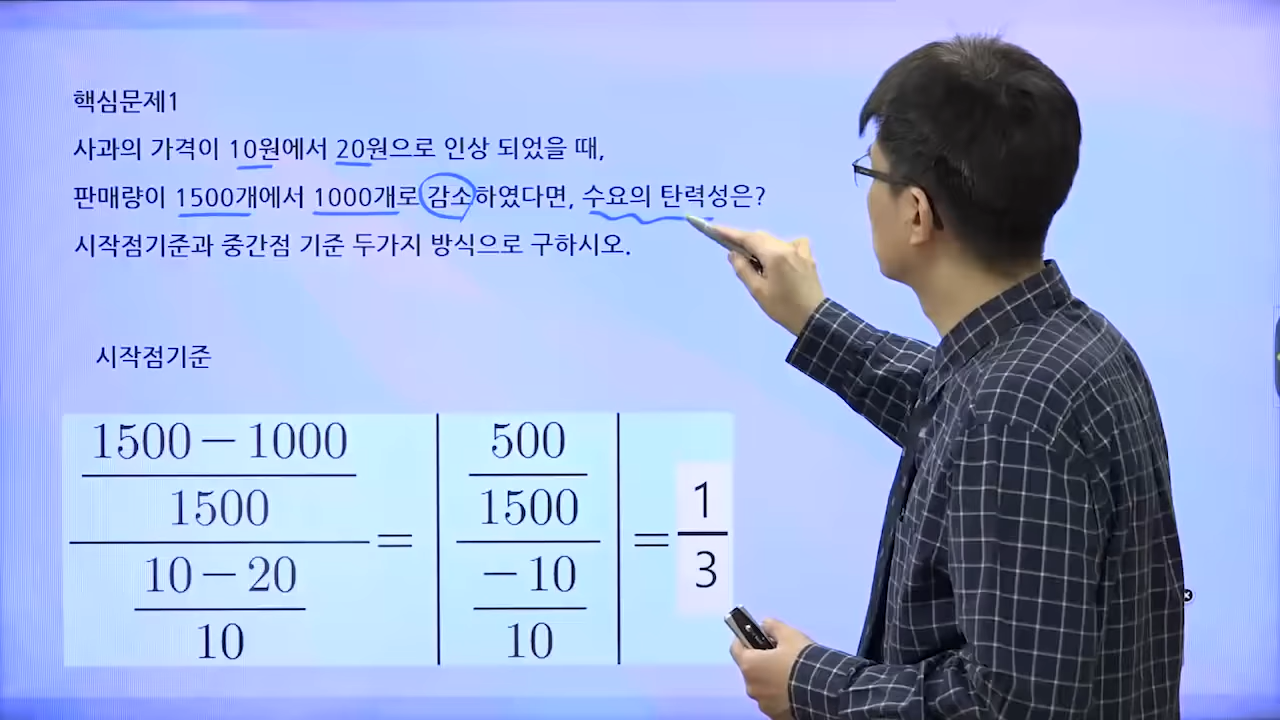 핵심문제1
사과의 가격이 10원에서 20원으로 인상 되었을 때,
판매량이 1500개에서 1000개로 감소하였다면, 수요의 탄력성은?
시작점기준과 중간점 기준 두가지 방식으로 구하시오.
시작점기준
1500 − 1000
1500
10 − 20
10
=
500
1500
− 10
10
=
1
3